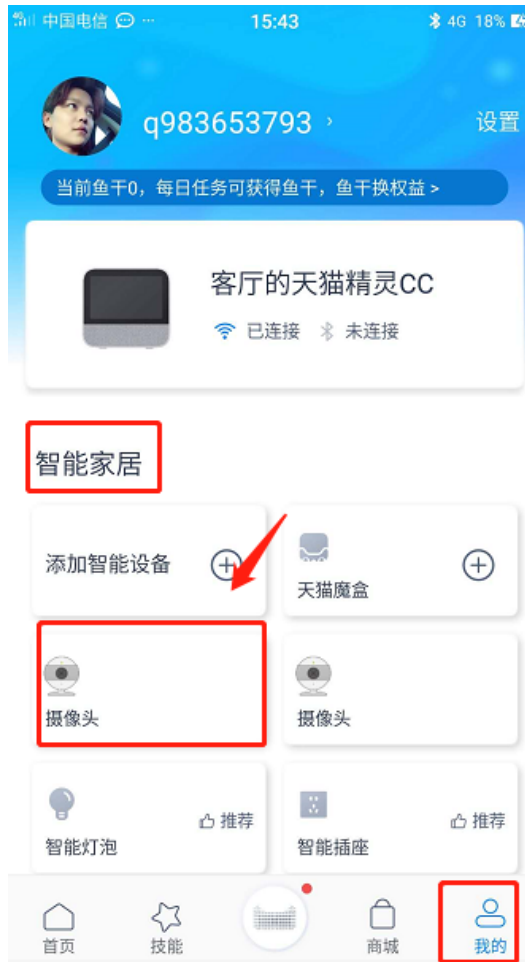 中国电信 ... 15:43 4G 18%
q983653793 > 设置
当前鱼干0，每日任务可获得鱼干，鱼干换权益 >
客厅的天猫精灵CC
已连接 未连接
智能家居
添加智能设备
天猫魔盒
摄像头 摄像头
推荐 推荐
智能灯泡 智能插座
首页 技能 商城 我的